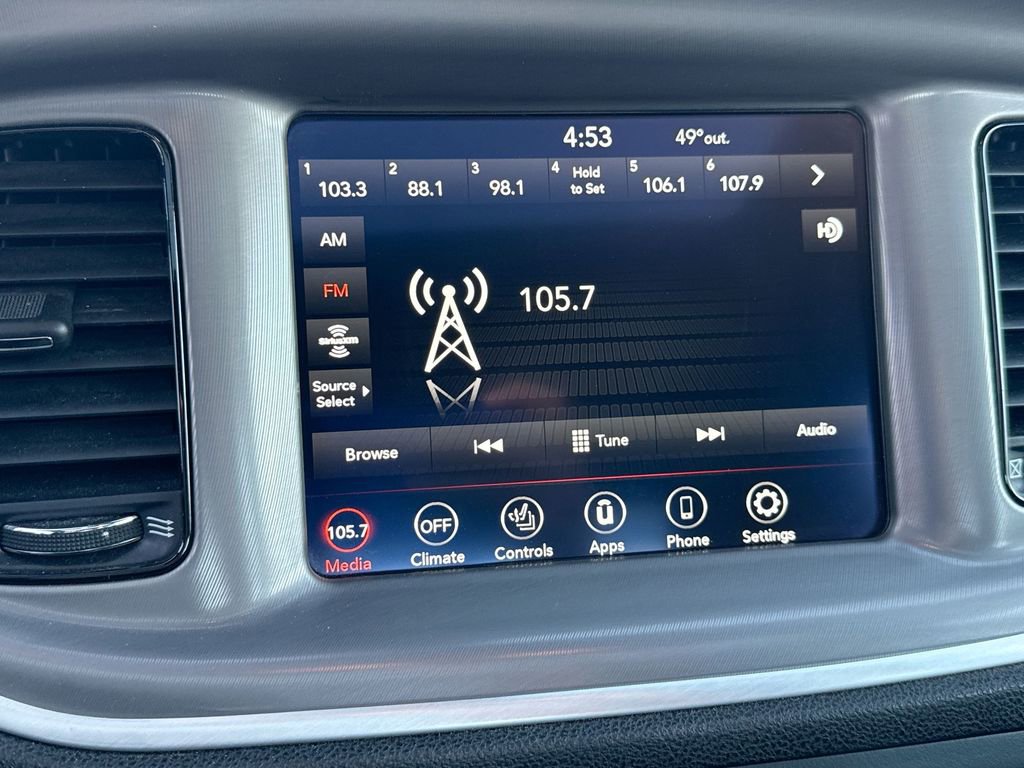 4:53 49°out.
1 103.3 2 88.1 3 98.1 4 Hold to Set 5 106.1 6 107.9
AM
HD
FM
105.7
SiriusXM
Source
Select
Browse Tune Audio
105.7 OFF
Media Climate Controls Apps Phone Settings